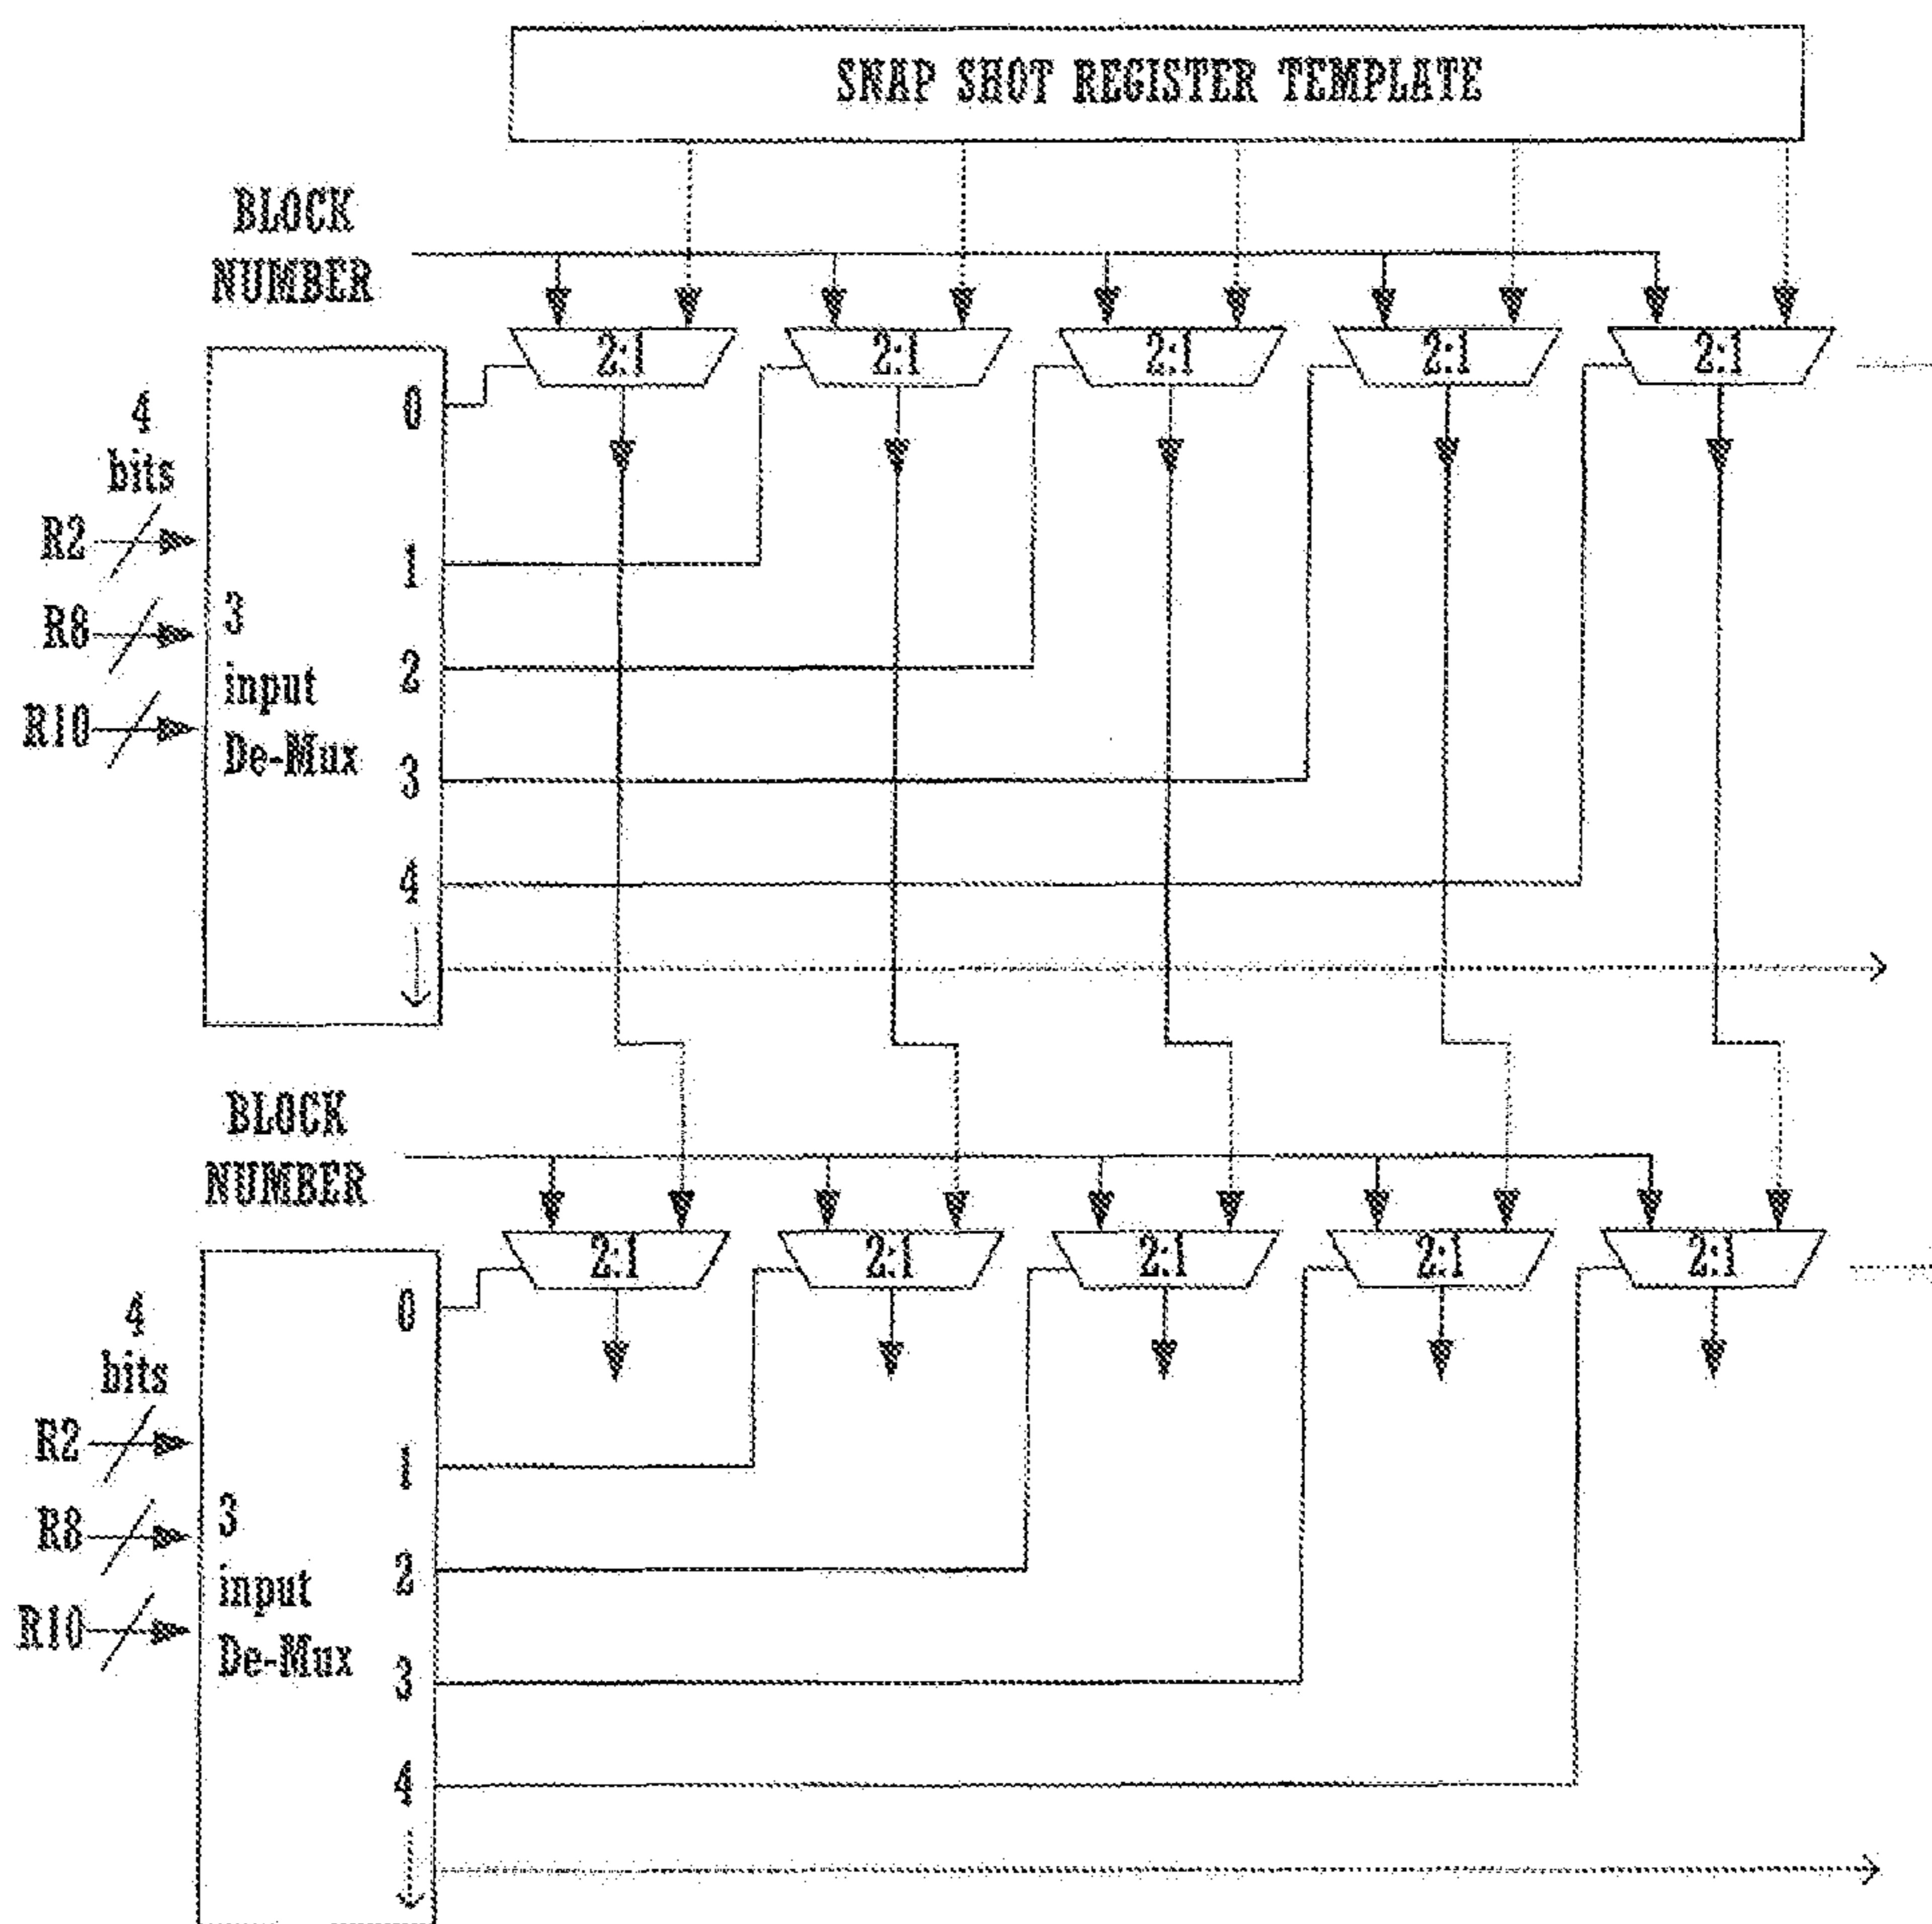 SNAP SHOT REGISTER TEMPLATE
BLOCK
NUMBER
2:1 2:1 2:1 2:1 2:1
0
4
bits
R2
1
R8
3
2
input
R10
De-Mux
3
4
BLOCK
NUMBER
2:1 2:1 2:1 2:1 2:1
0
4
bits
R2
1
R8
3
2
input
R10
De-Mux
3
4